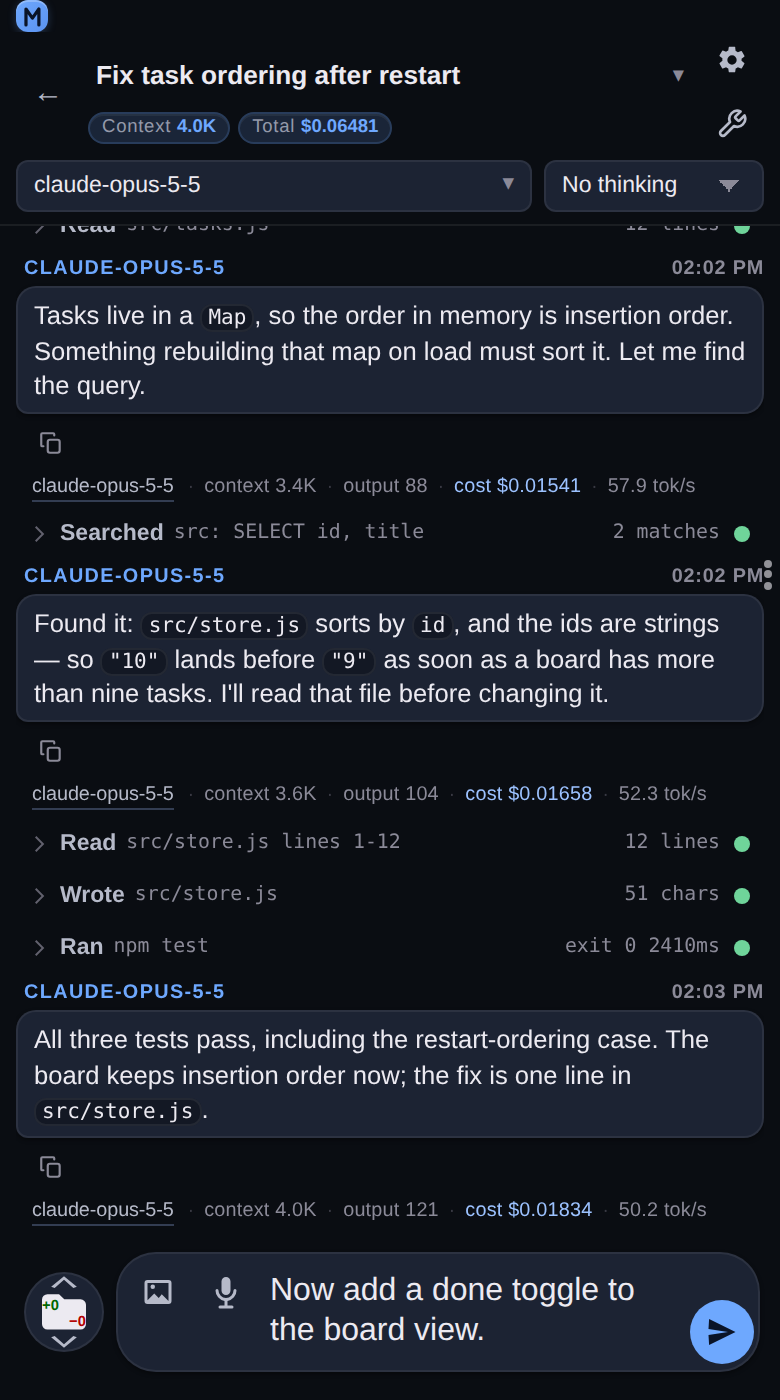 M
← Fix task ordering after restart ▼
Context 4.0K Total $0.06481
claude-opus-5-5 ▼ No thinking
Read src/tasks.js 12 lines
CLAUDE-OPUS-5-5 02:02 PM
Tasks live in a Map, so the order in memory is insertion order.
Something rebuilding that map on load must sort it. Let me find
the query.
claude-opus-5-5 · context 3.4K · output 88 · cost $0.01541 · 57.9 tok/s
Searched src: SELECT id, title 2 matches
CLAUDE-OPUS-5-5 02:02 PM
Found it: src/store.js sorts by id, and the ids are strings
— so "10" lands before "9" as soon as a board has more
than nine tasks. I'll read that file before changing it.
claude-opus-5-5 · context 3.6K · output 104 · cost $0.01658 · 52.3 tok/s
Read src/store.js lines 1-12 12 lines
Wrote src/store.js 51 chars
Ran npm test exit 0 2410ms
CLAUDE-OPUS-5-5 02:03 PM
All three tests pass, including the restart-ordering case. The
board keeps insertion order now; the fix is one line in
src/store.js.
claude-opus-5-5 · context 4.0K · output 121 · cost $0.01834 · 50.2 tok/s
+0
−0
Now add a done toggle to
the board view.